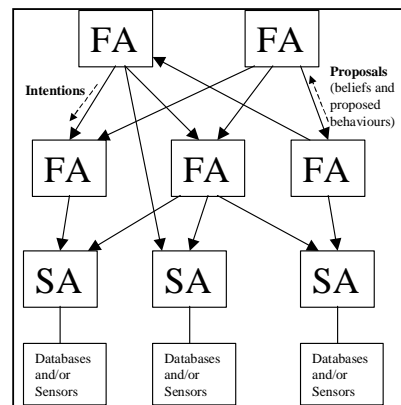 FA FA
Intentions
Proposals
(beliefs and
proposed
behaviours)
FA FA FA
SA SA SA
Databases
and/or
Sensors
Databases
and/or
Sensors
Databases
and/or
Sensors